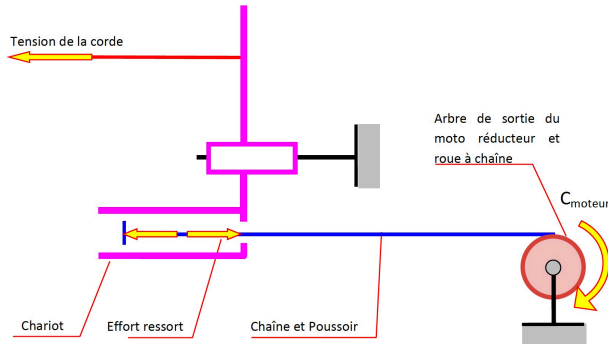 Tension de la corde
Arbre de sortie du
moto réducteur et
roue à chaîne
Cmoteur
Chariot
Effort ressort
Chaîne et Poussoir